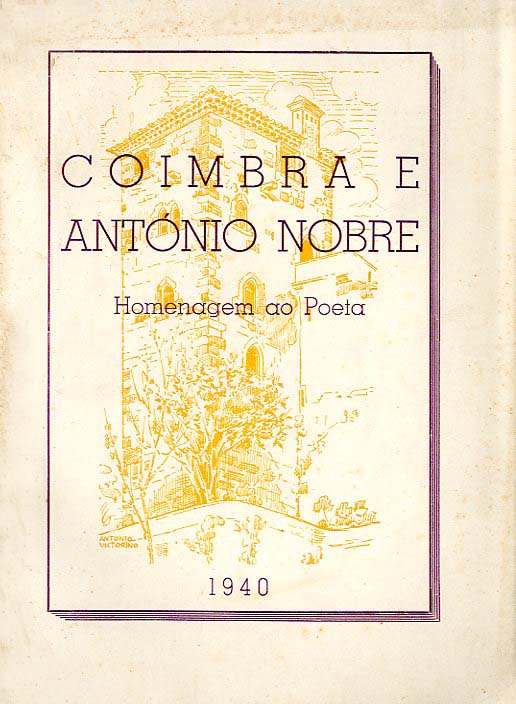 COIMBRA E
ANTÓNIO NOBRE
Homenagem ao Poeta
ANTONIO
VICTORINO
1940